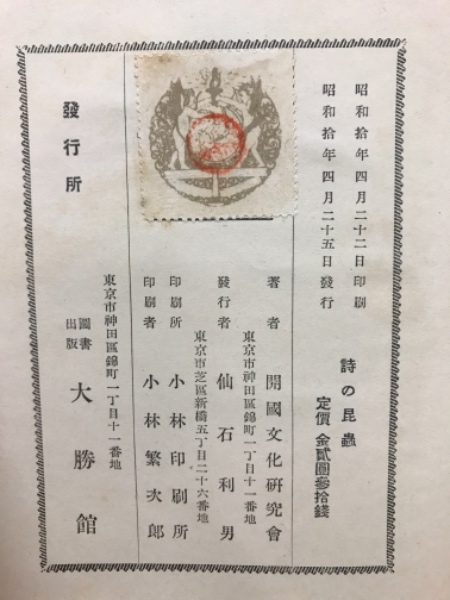 昭和拾年四月二十二日印刷
昭和拾年四月二十五日發行
詩の昆蟲
定價 金貳圓參拾錢
著者 開國文化硏究會
東京市神田區錦町一丁目十一番地
發行者 仙石利男
東京市芝區新橋五丁目二十六番地
印刷所 小林印刷所
印刷者 小林繁次郎
東京市神田區錦町一丁目十一番地
發行所 圖書出版 大勝館